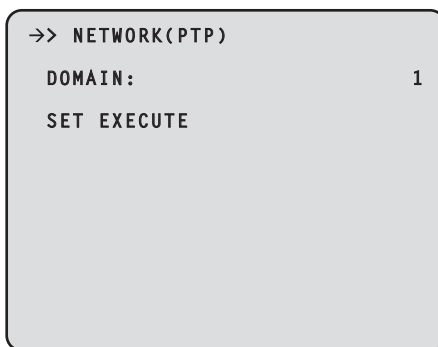 →> NETWORK(PTP)
DOMAIN: 1
SET EXECUTE